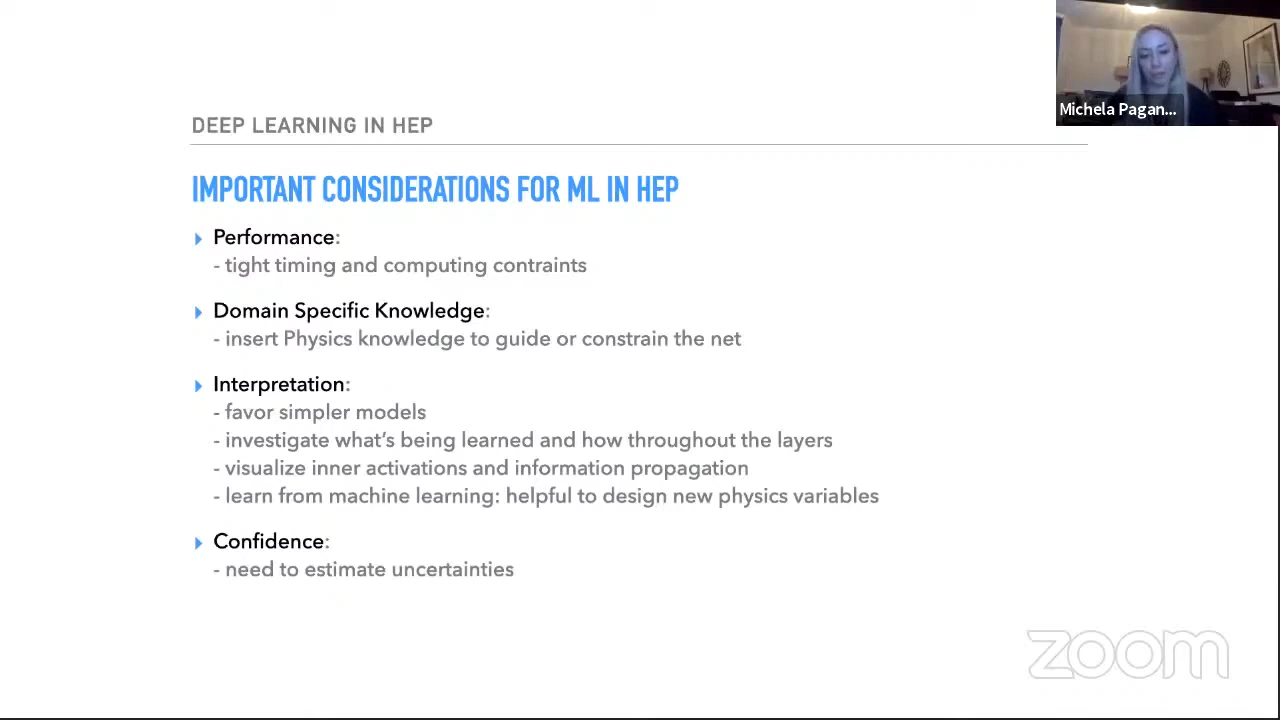 Michela Pagan...
DEEP LEARNING IN HEP
IMPORTANT CONSIDERATIONS FOR ML IN HEP
Performance:
- tight timing and computing contraints
Domain Specific Knowledge:
- insert Physics knowledge to guide or constrain the net
Interpretation:
- favor simpler models
- investigate what's being learned and how throughout the layers
- visualize inner activations and information propagation
- learn from machine learning: helpful to design new physics variables
Confidence:
- need to estimate uncertainties
zoom